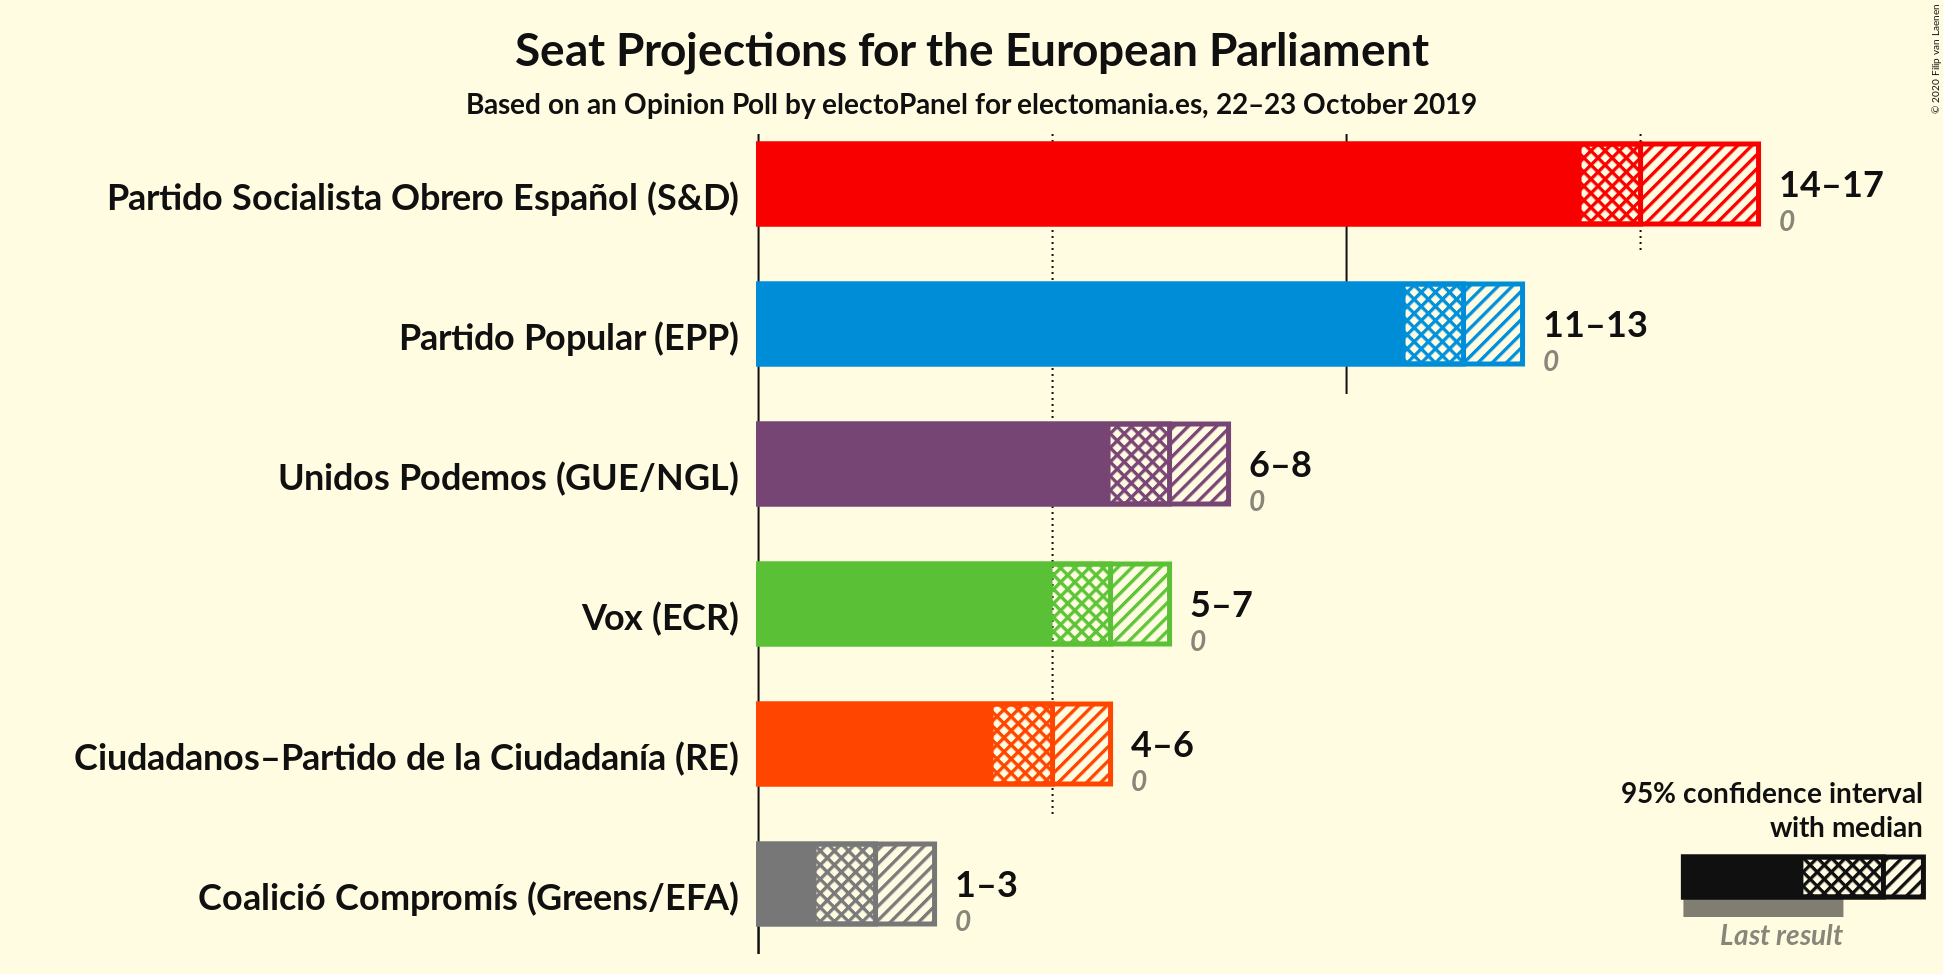 Seat Projections for the European Parliament
Based on an Opinion Poll by electoPanel for electomania.es, 22–23 October 2019
© 2020 Filip van Laenen
Partido Socialista Obrero Español (S&D)
14–17
0
Partido Popular (EPP)
11–13
0
Unidos Podemos (GUE/NGL)
6–8
0
Vox (ECR)
5–7
0
Ciudadanos–Partido de la Ciudadanía (RE)
4–6
0
Coalició Compromís (Greens/EFA)
1–3
0
95% confidence interval
with median
Last result